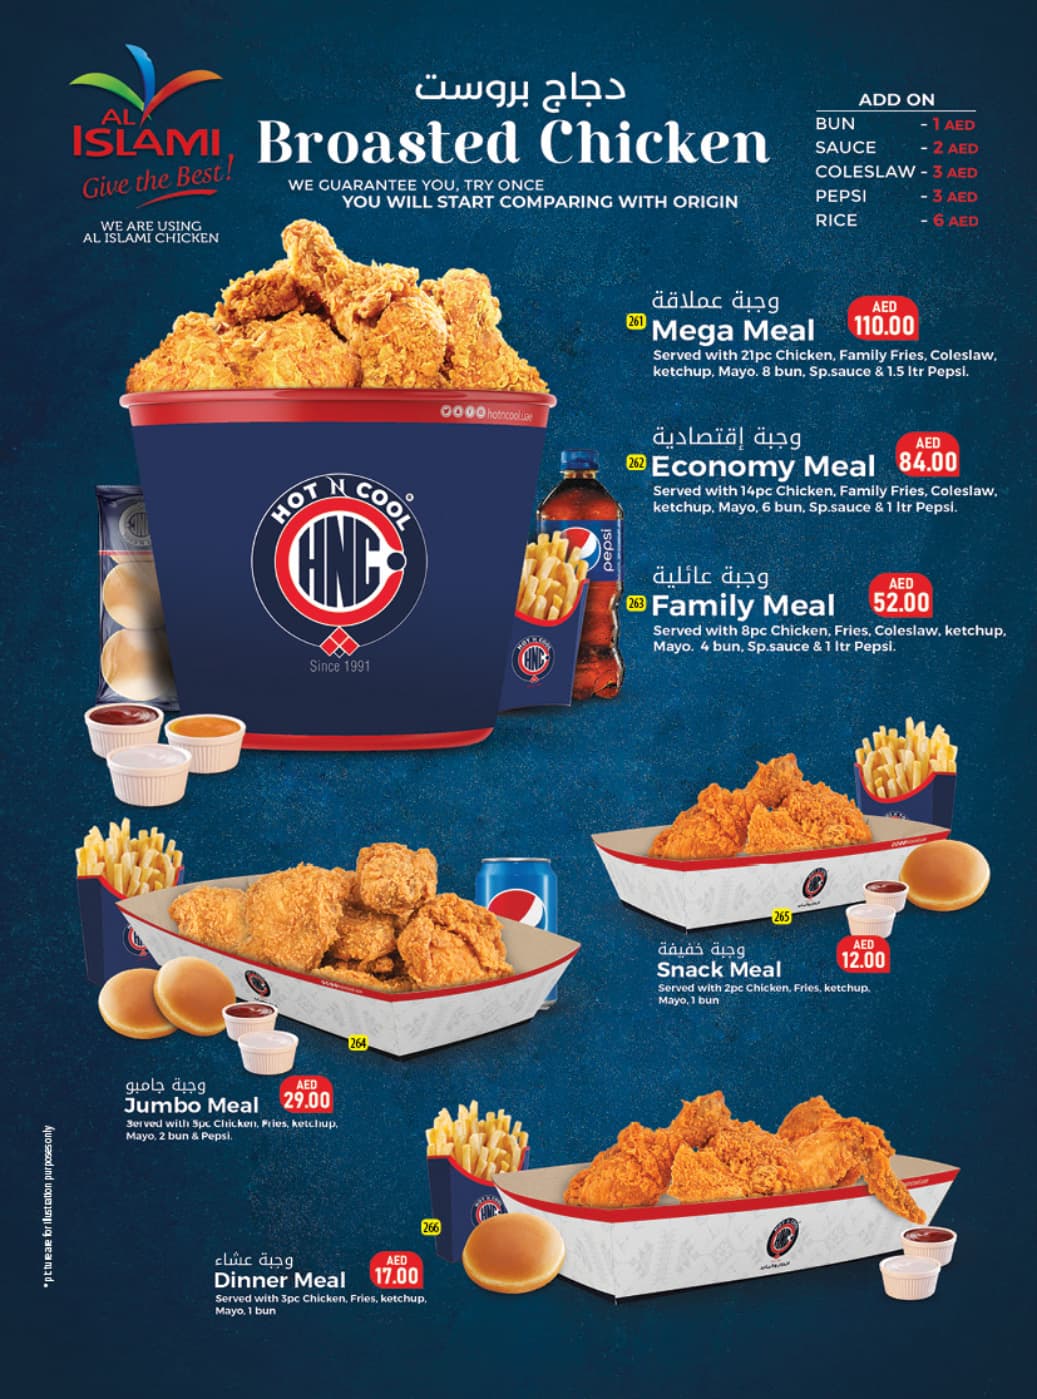 AL
ISLAMI
Give the Best!
WE ARE USING
AL ISLAMI CHICKEN
دجاج بروست
Broasted Chicken
WE GUARANTEE YOU, TRY ONCE
YOU WILL START COMPARING WITH ORIGIN
ADD ON
BUN - 1 AED
SAUCE - 2 AED
COLESLAW - 3 AED
PEPSI - 3 AED
RICE - 6 AED
وجبة عملاقة
261 Mega Meal
AED
110.00
Served with 21pc Chicken, Family Fries, Coleslaw,
ketchup, Mayo. 8 bun, Sp.sauce & 1.5 ltr Pepsi.
وجبة إقتصادية
262 Economy Meal
AED
84.00
Served with 14pc Chicken, Family Fries, Coleslaw,
ketchup, Mayo, 6 bun, Sp.sauce & 1 ltr Pepsi.
وجبة عائلية
263 Family Meal
AED
52.00
Served with 8pc Chicken, Fries, Coleslaw, ketchup,
Mayo. 4 bun, Sp.sauce & 1 ltr Pepsi.
hotncool.uae
HOT N COOL
HNC
Since 1991
pepsi
HOT N COOL
HNC
265
وجبة خفيفة
Snack Meal
AED
12.00
Served with 2pc Chicken, Fries, ketchup,
Mayo, 1 bun
264
وجبة جامبو
Jumbo Meal
AED
29.00
Served with 5pc Chicken, Fries, ketchup,
Mayo, 2 bun & Pepsi.
266
وجبة عشاء
Dinner Meal
AED
17.00
Served with 3pc Chicken, Fries, ketchup,
Mayo, 1 bun